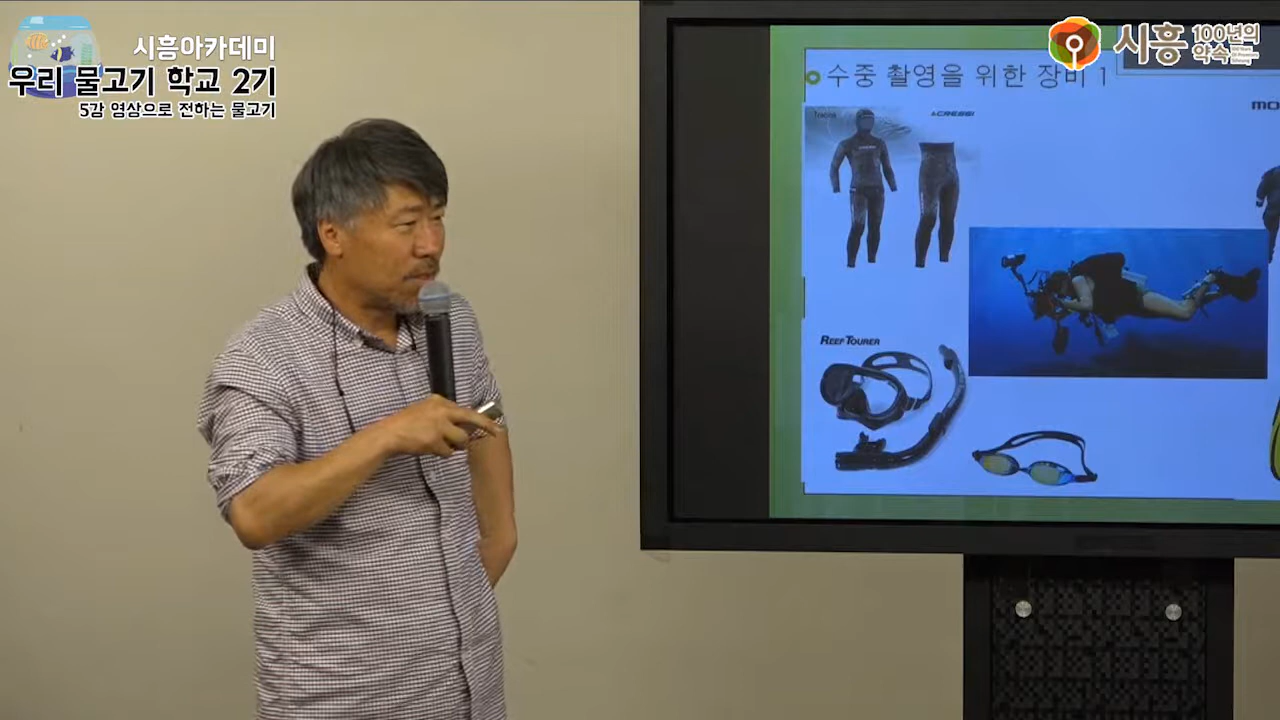 시흥아카데미
우리 물고기 학교 2기
5강 영상으로 전하는 물고기
시흥
100년의
약속
수중 촬영을 위한 장비 1
CRESSI
REEF TOURER